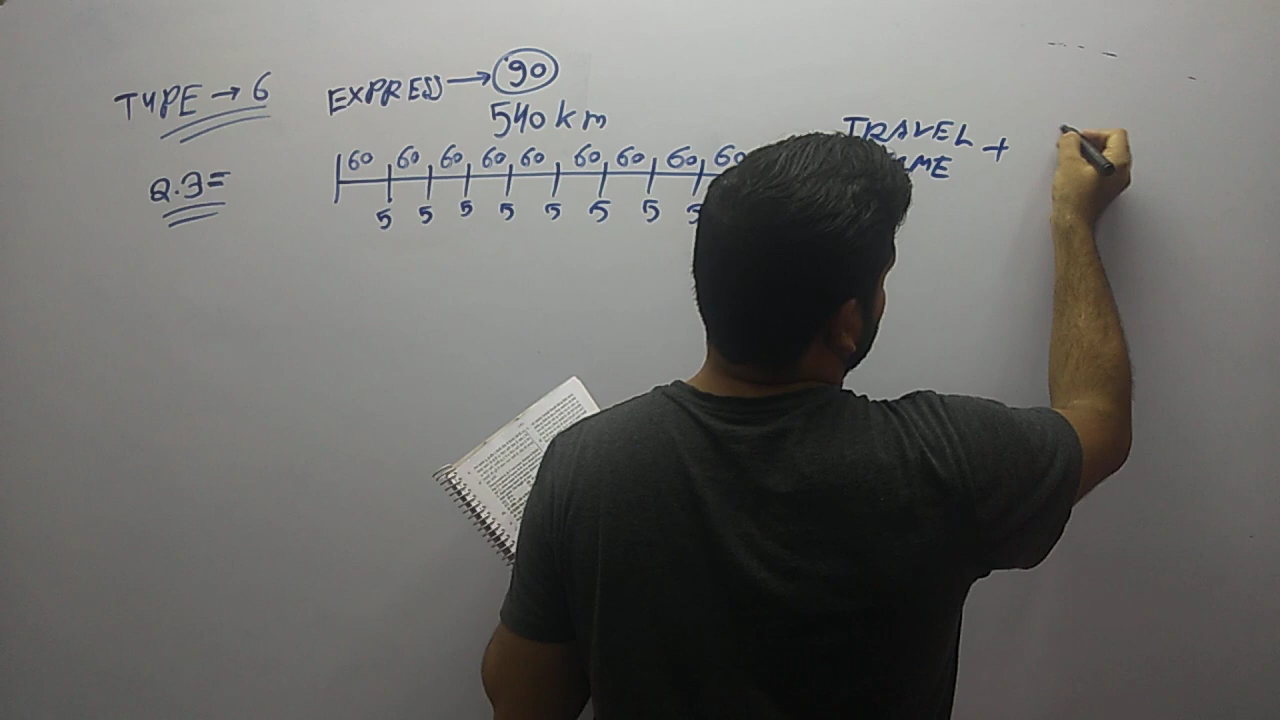 TYPE → 6
EXPRESS → 90
540 km
Q.3=
60 60 60 60 60 60 60 60 60
5 5 5 5 5 5 5 5
TRAVEL +